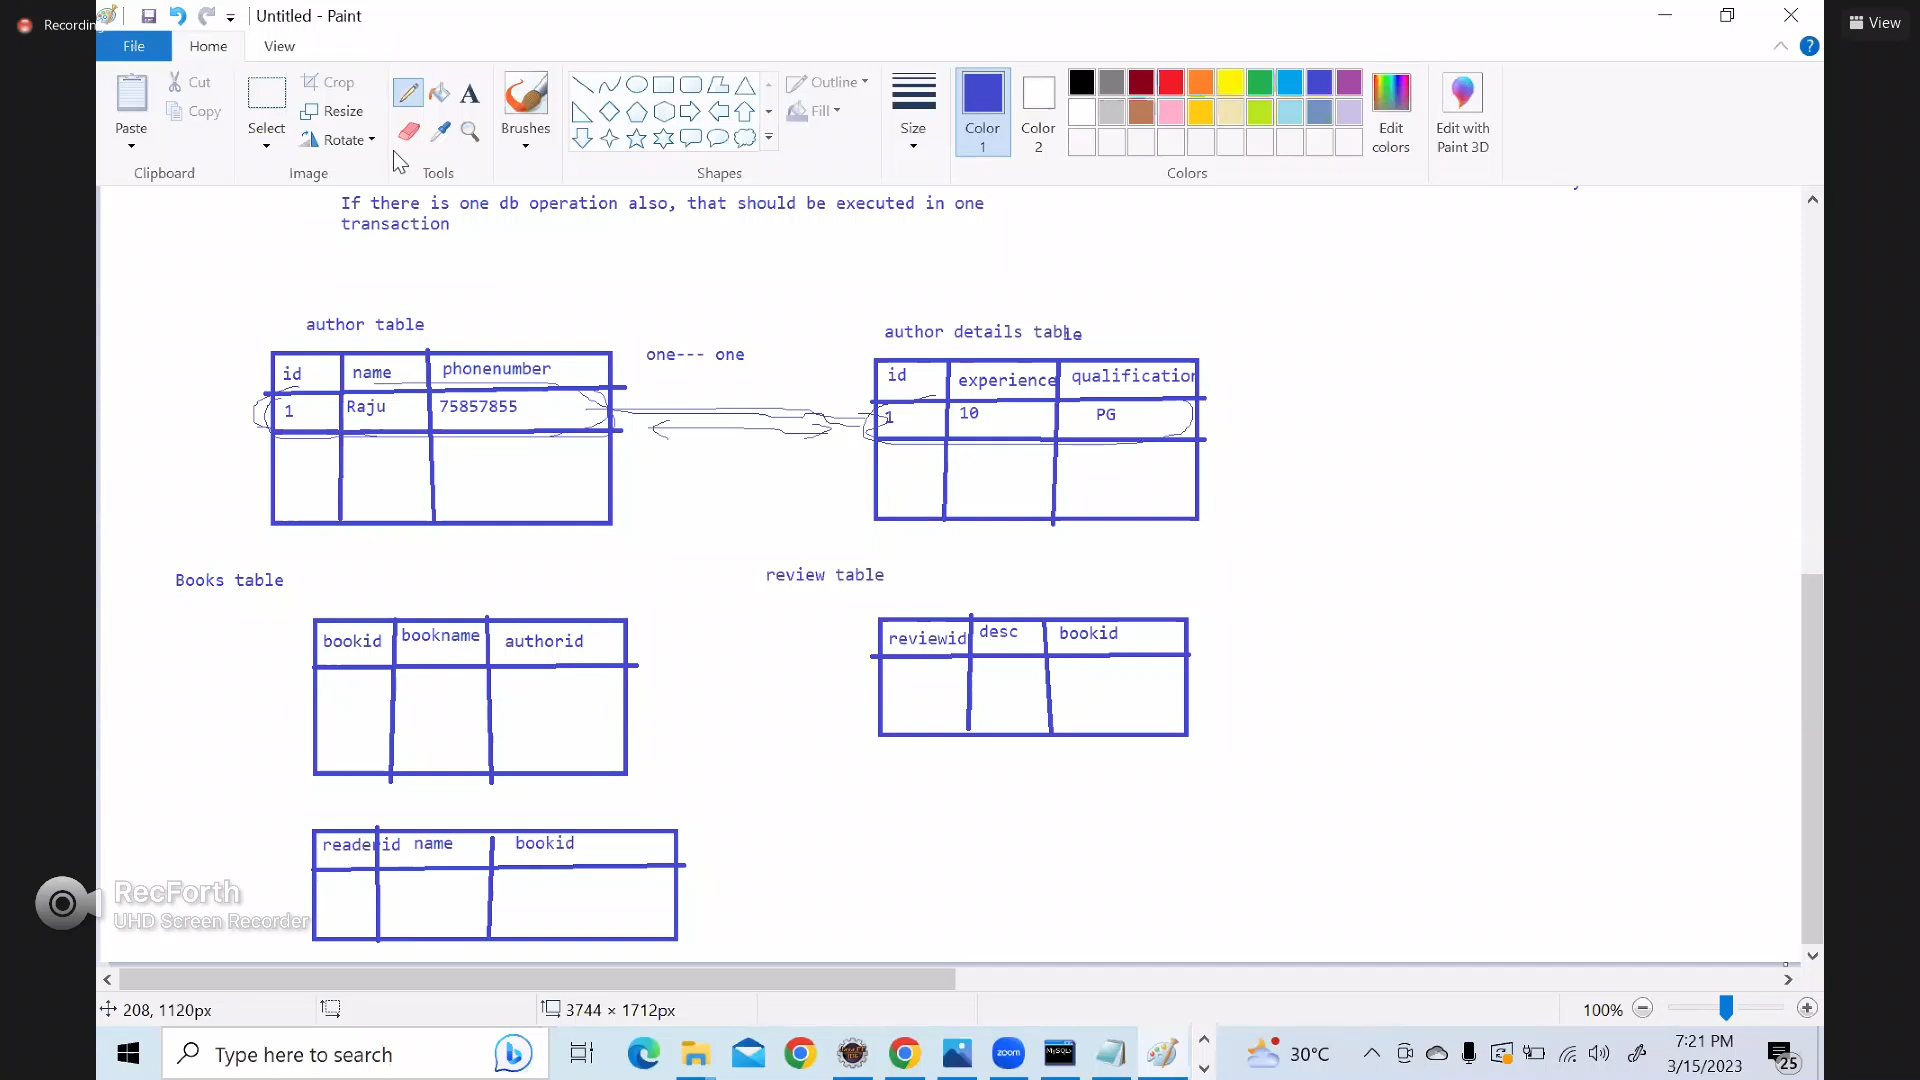 Recording
Untitled - Paint
View
File
Home
View
Paste
Cut
Copy
Clipboard
Select
Crop
Resize
Rotate
Image
Tools
Brushes
Shapes
Outline
Fill
Size
Color 1
Color 2
Edit colors
Colors
Edit with Paint 3D
If there is one db operation also, that should be executed in one
transaction
author table
id name phonenumber
1 Raju 75857855
one--- one
author details table
id experience qualification
1 10 PG
Books table
bookid bookname authorid
review table
reviewid desc bookid
readerid name bookid
RecForth
UHD Screen Recorder
208, 1120px
3744 × 1712px
100%
Type here to search
zoom
MySQL
30°C
7:21 PM
3/15/2023
25